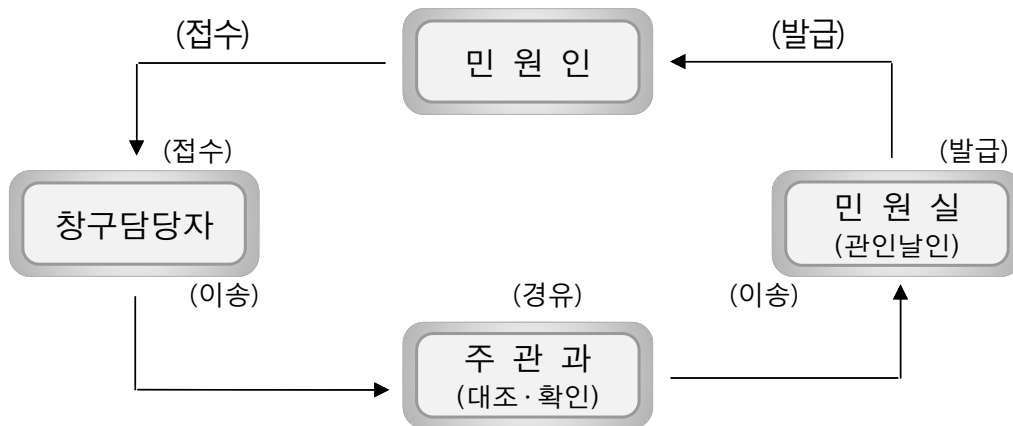 (접수)
민 원 인
(발급)
(접수)
(발급)
창구담당자
민 원 실
(관인날인)
(이송)
(경유)
(이송)
주 관 과
(대조·확인)